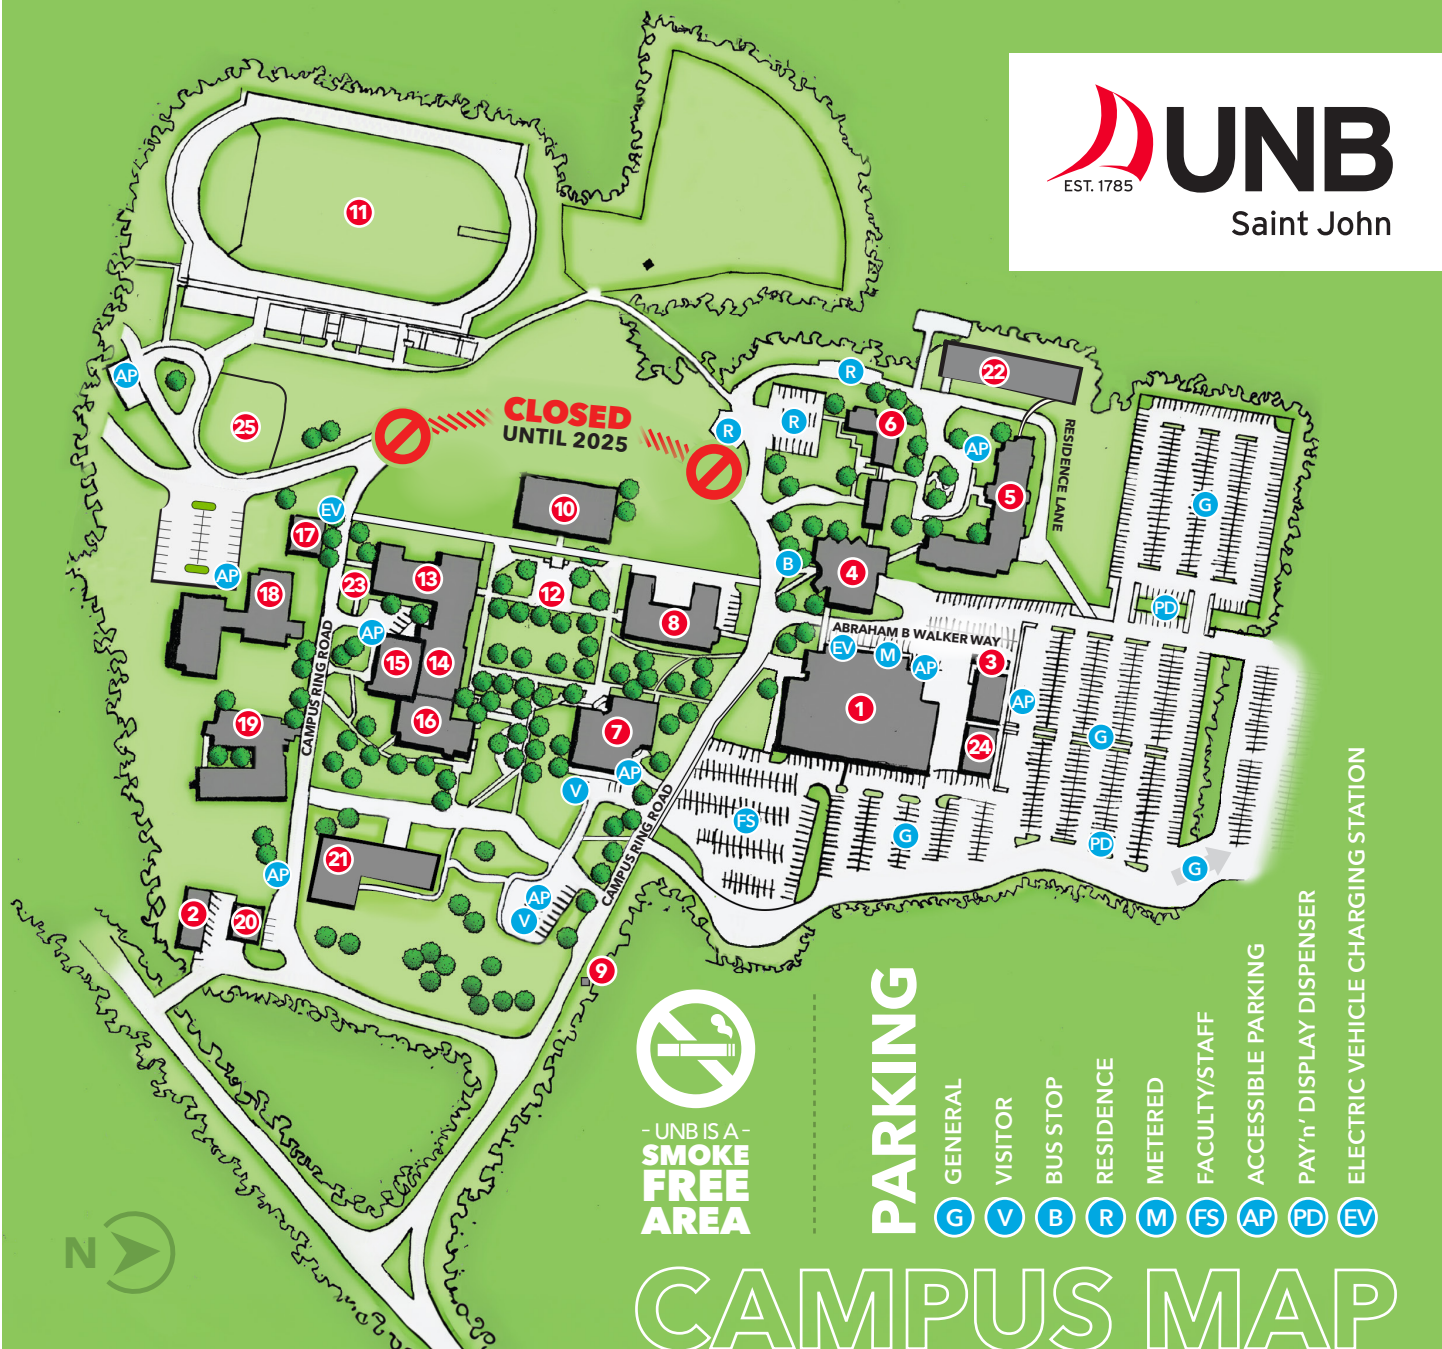 EST. 1785
UNB
Saint John
11
22
AP
R
25
CLOSED
UNTIL 2025
R
R
6
AP
RESIDENCE LANE
5
G
EV
10
17
B
4
AP
18
23
13
12
8
PD
ABRAHAM B WALKER WAY
AP
EV
M
AP
3
15
14
CAMPUS RING ROAD
AP
1
19
16
7
G
24
AP
V
CAMPUS RING ROAD
FS
G
PD
G
21
AP
AP
V
2
20
9
- UNB IS A -
SMOKE
FREE
AREA
PARKING
G GENERAL
V VISITOR
B BUS STOP
R RESIDENCE
M METERED
FS FACULTY/STAFF
AP ACCESSIBLE PARKING
PD PAY'n' DISPLAY DISPENSER
EV ELECTRIC VEHICLE CHARGING STATION
N
CAMPUS MAP